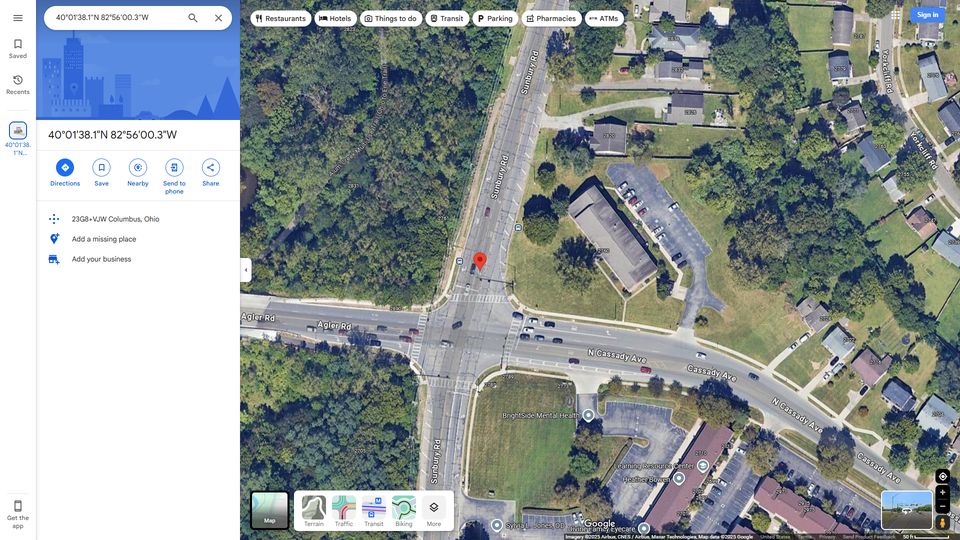 40°01'38.1"N 82°56'00.3"W
Restaurants
Hotels
Things to do
Transit
Parking
Pharmacies
ATMs
Sign in
Saved
Recents
40°01'38.
1"N...
40°01'38.1"N 82°56'00.3"W
Directions
Save
Nearby
Send to
phone
Share
23G8+VJW Columbus, Ohio
Add a missing place
Add your business
Get the
app
Sunbury Rd
Sunbury Rd
Sunbury Rd
Yorkcliff Rd
Yorkcliff Rd
Agler Rd
Agler Rd
N Cassady Ave
Cassady Ave
N Cassady Ave
Cassady Ave
BrightSide Mental Health
Learning Resource Center
Heather Bowen
Divine Family Eyecare
Google
Map
Terrain
Traffic
Transit
Biking
More
Imagery ©2025 Airbus, CNES / Airbus, Maxar Technologies, Map data ©2025 Google
United States
Terms
Privacy
Send Product Feedback
50 ft